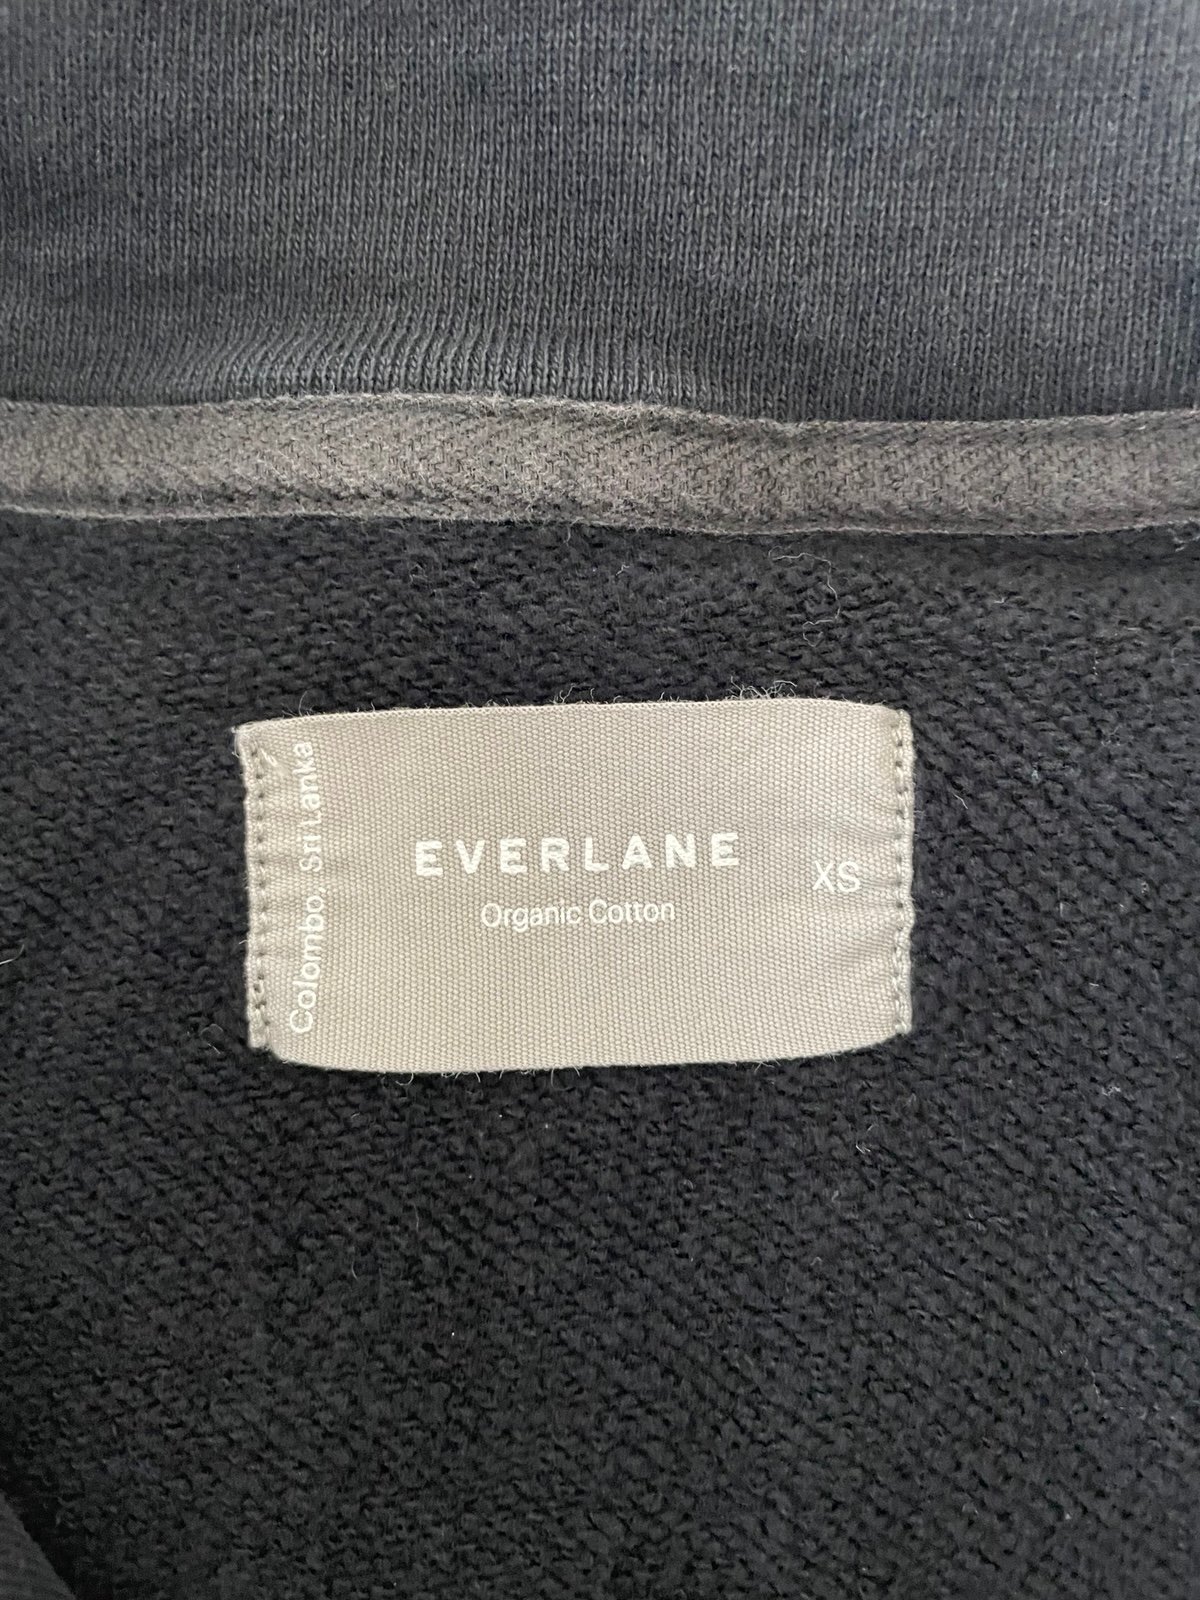 EVERLANE
Organic Cotton
XS
Colombo, Sri Lanka